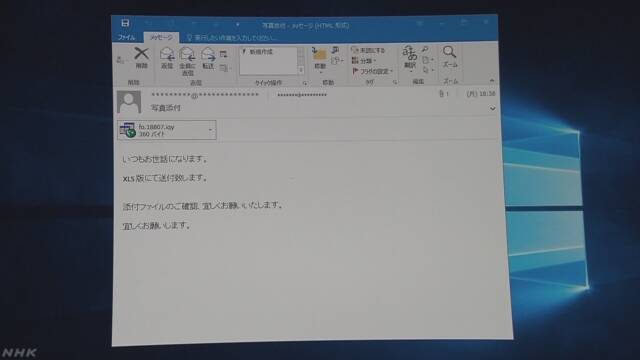 写真添付 - メッセージ (HTML 形式)
ファイル メッセージ 実行したい作業を入力してください...
削除 返信 全員に返信 転送 新規作成 移動 未読にする 分類 フラグの設定 翻訳 ズーム
削除 返信 クイック操作 移動 タグ 編集 ズーム
*********@************** *******@*********
1 (月) 18:38
写真添付
fo.18807.iqy
360 バイト
いつもお世話になります。
XLS 版にて送付致します。
添付ファイルのご確認、宜しくお願いいたします。
宜しくお願いします。
NHK